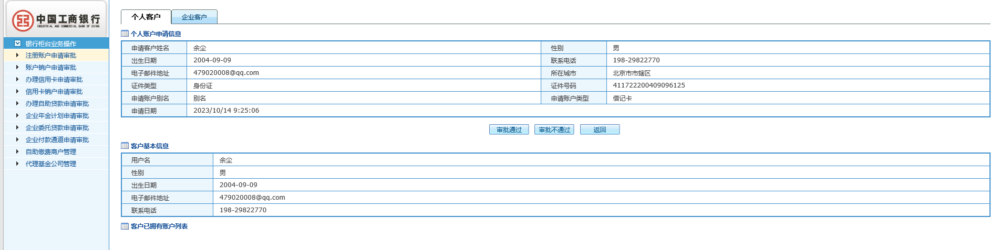 中国工商银行
INDUSTRIAL AND COMMERCIAL BANK OF CHINA
银行柜台业务操作
注册账户申请审批
账户销户申请审批
办理信用卡申请审批
信用卡销户申请审批
办理自助贷款申请审批
企业年金计划申请审批
企业委托贷款申请审批
企业付款通道申请审批
自助缴费商户管理
代理基金公司管理
个人客户 企业客户
个人账户申请信息
申请客户姓名 余尘 性别 男
出生日期 2004-09-09 联系电话 198-29822770
电子邮件地址 479020008@qq.com 所在城市 北京市市辖区
证件类型 身份证 证件号码 411722200409096125
申请账户别名 别名 申请账户类型 借记卡
申请日期 2023/10/14 9:25:06
审批通过 审批不通过 返回
客户基本信息
用户名 余尘
性别 男
出生日期 2004-09-09
电子邮件地址 479020008@qq.com
联系电话 198-29822770
客户已拥有账户列表